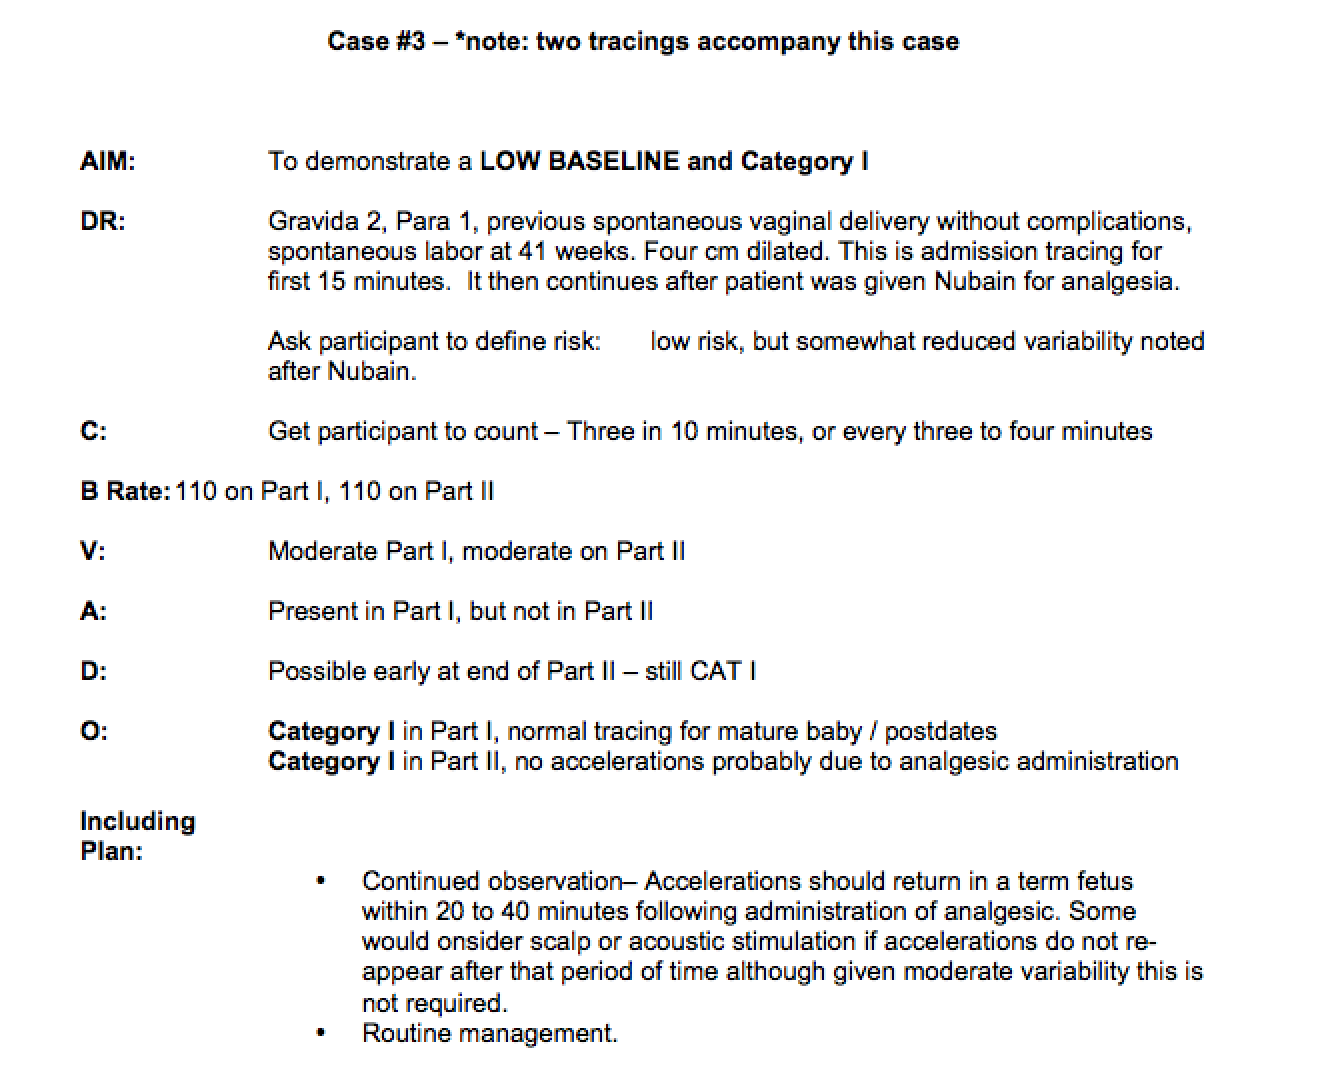 Case #3 – *note: two tracings accompany this case
AIM: To demonstrate a LOW BASELINE and Category I
DR: Gravida 2, Para 1, previous spontaneous vaginal delivery without complications,
spontaneous labor at 41 weeks. Four cm dilated. This is admission tracing for
first 15 minutes.  It then continues after patient was given Nubain for analgesia.
Ask participant to define risk: low risk, but somewhat reduced variability noted
after Nubain.
C: Get participant to count – Three in 10 minutes, or every three to four minutes
B Rate: 110 on Part I, 110 on Part II
V: Moderate Part I, moderate on Part II
A: Present in Part I, but not in Part II
D: Possible early at end of Part II – still CAT I
O: Category I in Part I, normal tracing for mature baby / postdates
Category I in Part II, no accelerations probably due to analgesic administration
Including
Plan:
• Continued observation– Accelerations should return in a term fetus
within 20 to 40 minutes following administration of analgesic. Some
would onsider scalp or acoustic stimulation if accelerations do not re-
appear after that period of time although given moderate variability this is
not required.
• Routine management.